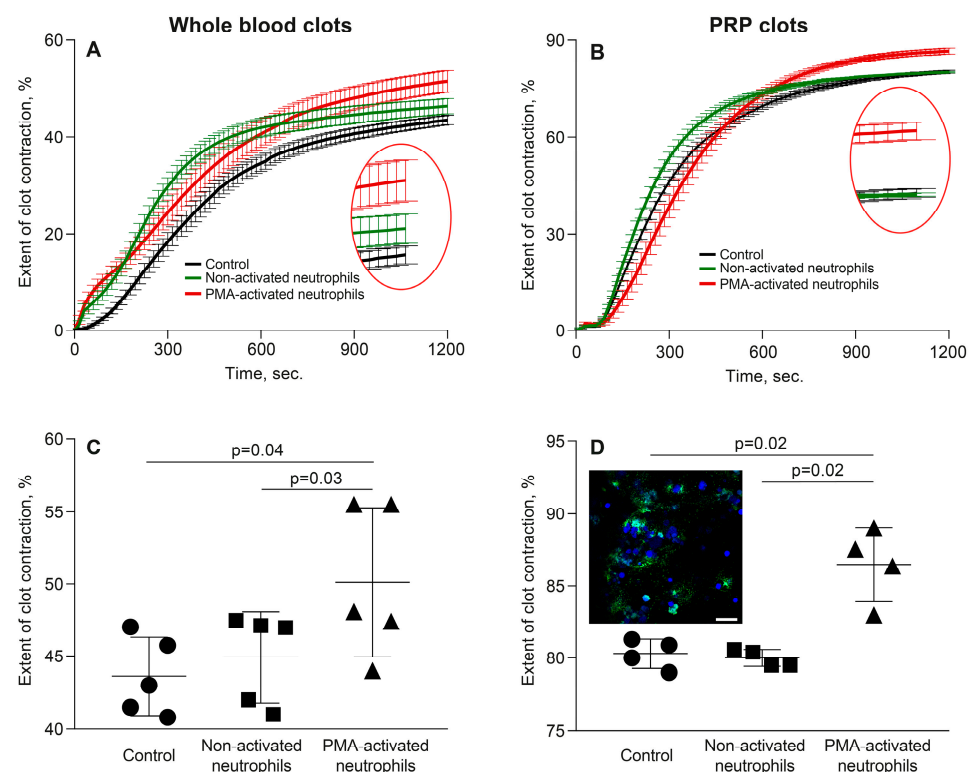 Whole blood clots
PRP clots
A
60
40
20
0
Extent of clot contraction, %
Control
Non-activated neutrophils
PMA-activated neutrophils
0
300
600
900
1200
Time, sec.
B
90
60
30
0
Extent of clot contraction, %
Control
Non-activated neutrophils
PMA-activated neutrophils
0
300
600
900
1200
Time, sec.
C
60
55
50
45
40
Extent of clot contraction, %
p=0.04
p=0.03
Control
Non-activated
neutrophils
PMA-activated
neutrophils
D
95
90
85
80
75
Extent of clot contraction, %
p=0.02
p=0.02
Control
Non-activated
neutrophils
PMA-activated
neutrophils